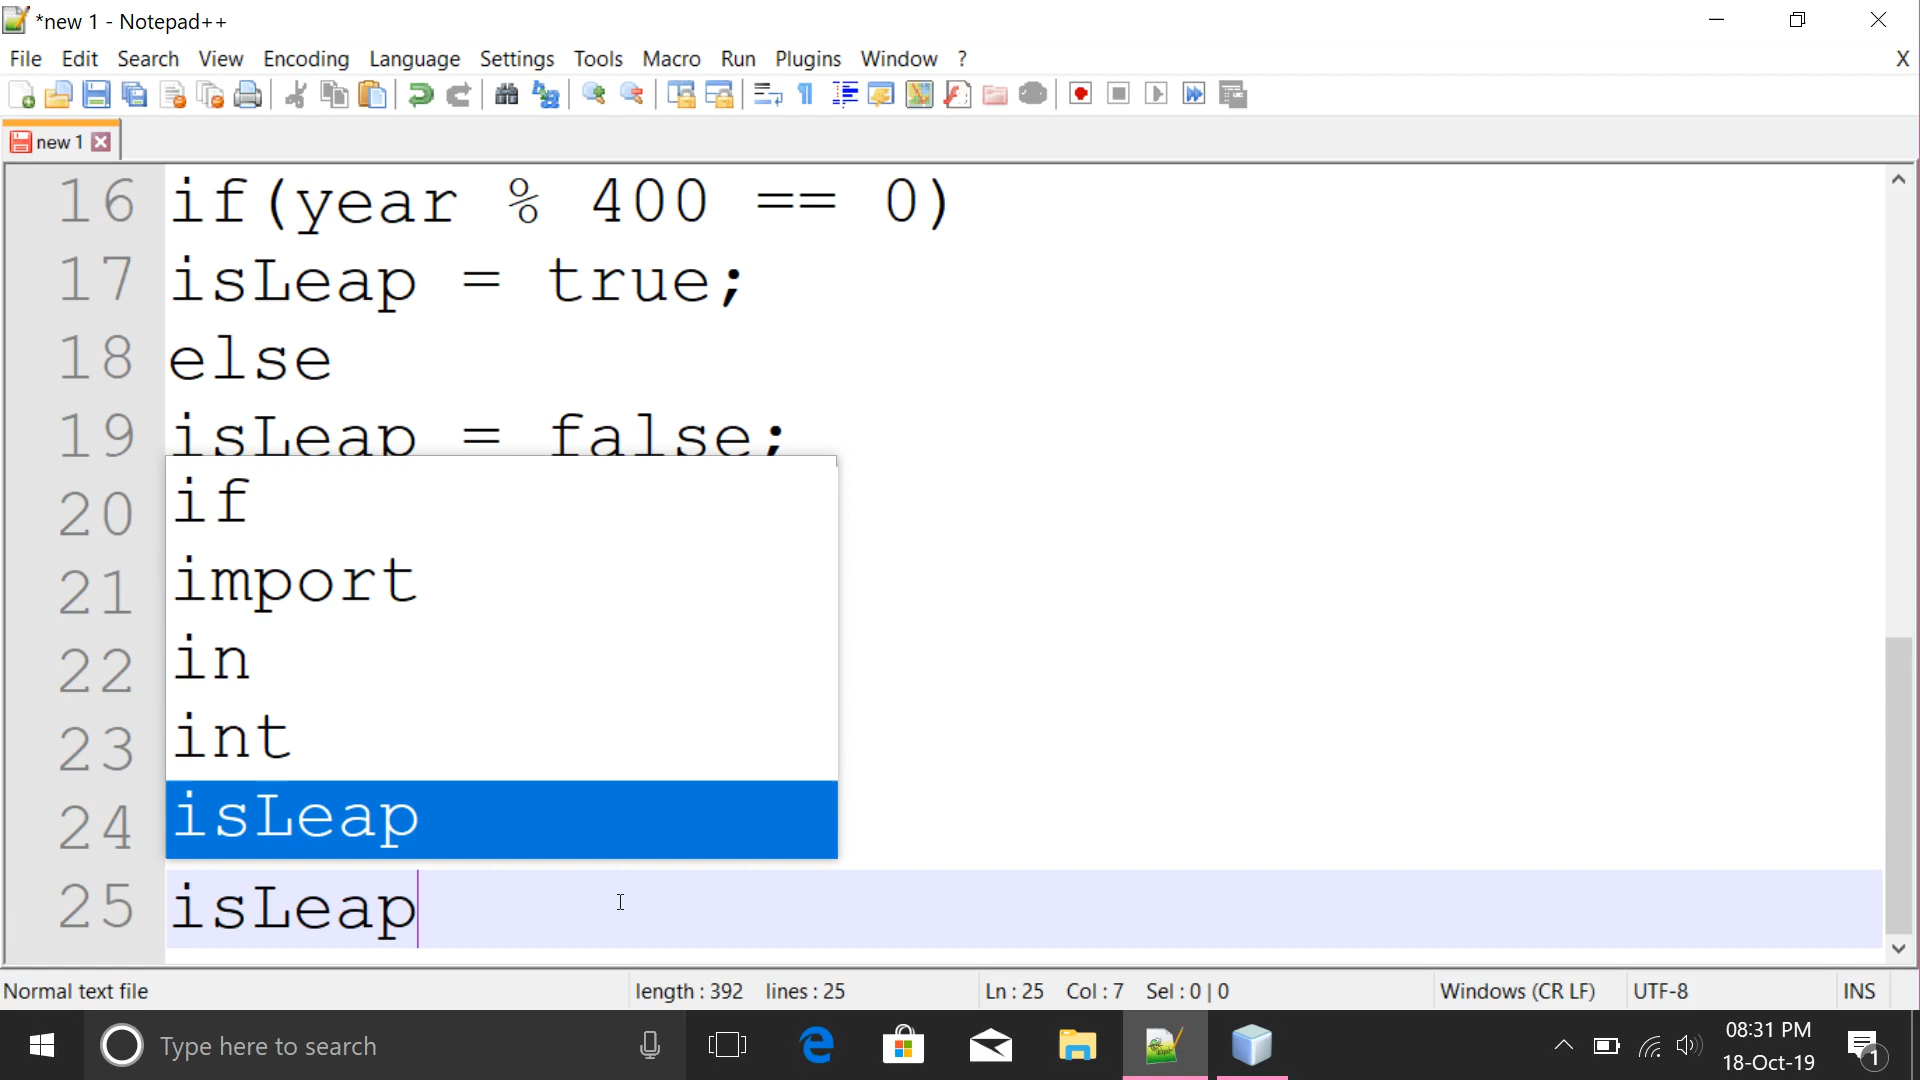 *new 1 - Notepad++
File Edit Search View Encoding Language Settings Tools Macro Run Plugins Window ? X
new 1
16 if(year % 400 == 0)
17 isLeap = true;
18 else
19 isLeap = false;
20 if
21 import
22 in
23 int
24 isLeap
25 isLeap
Normal text file length : 392 lines : 25 Ln : 25 Col : 7 Sel : 0 | 0 Windows (CR LF) UTF-8 INS
Type here to search
08:31 PM
18-Oct-19
1